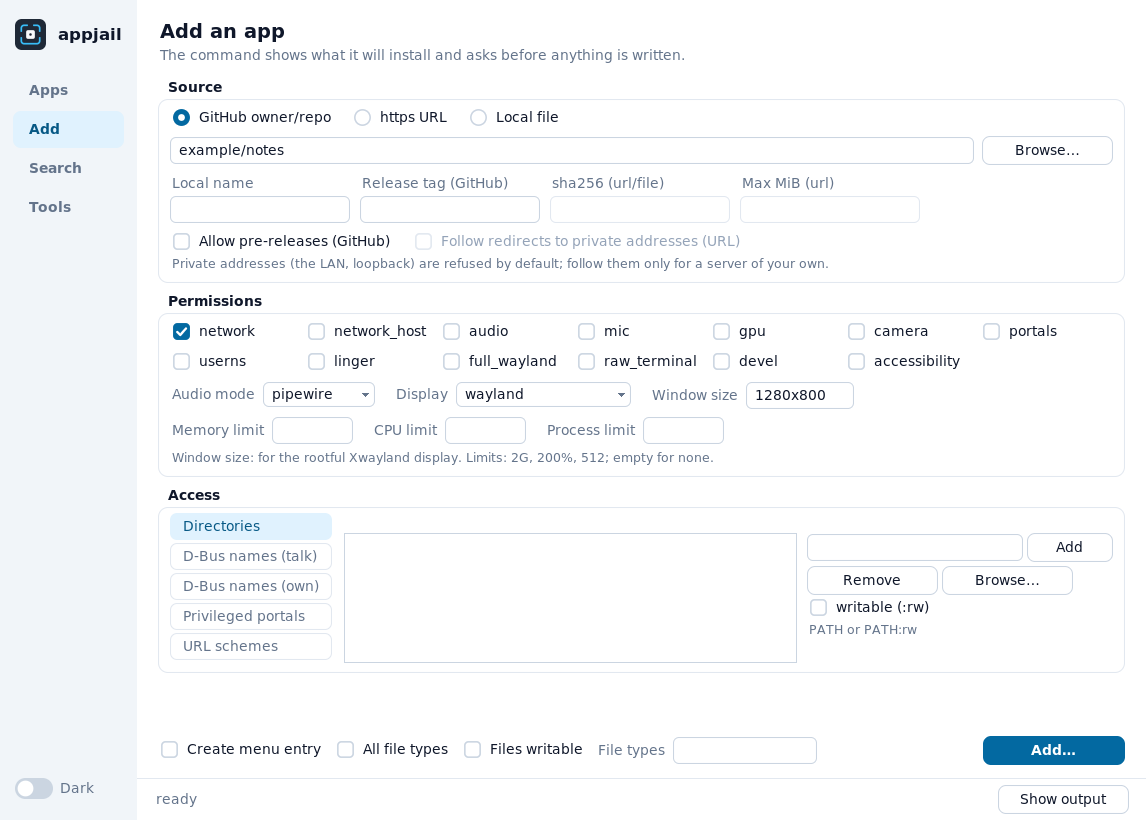 appjail
Apps
Add
Search
Tools
Dark
Add an app
The command shows what it will install and asks before anything is written.
Source
GitHub owner/repo https URL Local file
example/notes Browse...
Local name Release tag (GitHub) sha256 (url/file) Max MiB (url)
Allow pre-releases (GitHub) Follow redirects to private addresses (URL)
Private addresses (the LAN, loopback) are refused by default; follow them only for a server of your own.
Permissions
network network_host audio mic gpu camera portals
userns linger full_wayland raw_terminal devel accessibility
Audio mode pipewire Display wayland Window size 1280x800
Memory limit CPU limit Process limit
Window size: for the rootful Xwayland display. Limits: 2G, 200%, 512; empty for none.
Access
Directories
D-Bus names (talk)
D-Bus names (own)
Privileged portals
URL schemes
Add
Remove Browse...
writable (:rw)
PATH or PATH:rw
Create menu entry All file types Files writable File types Add...
ready Show output